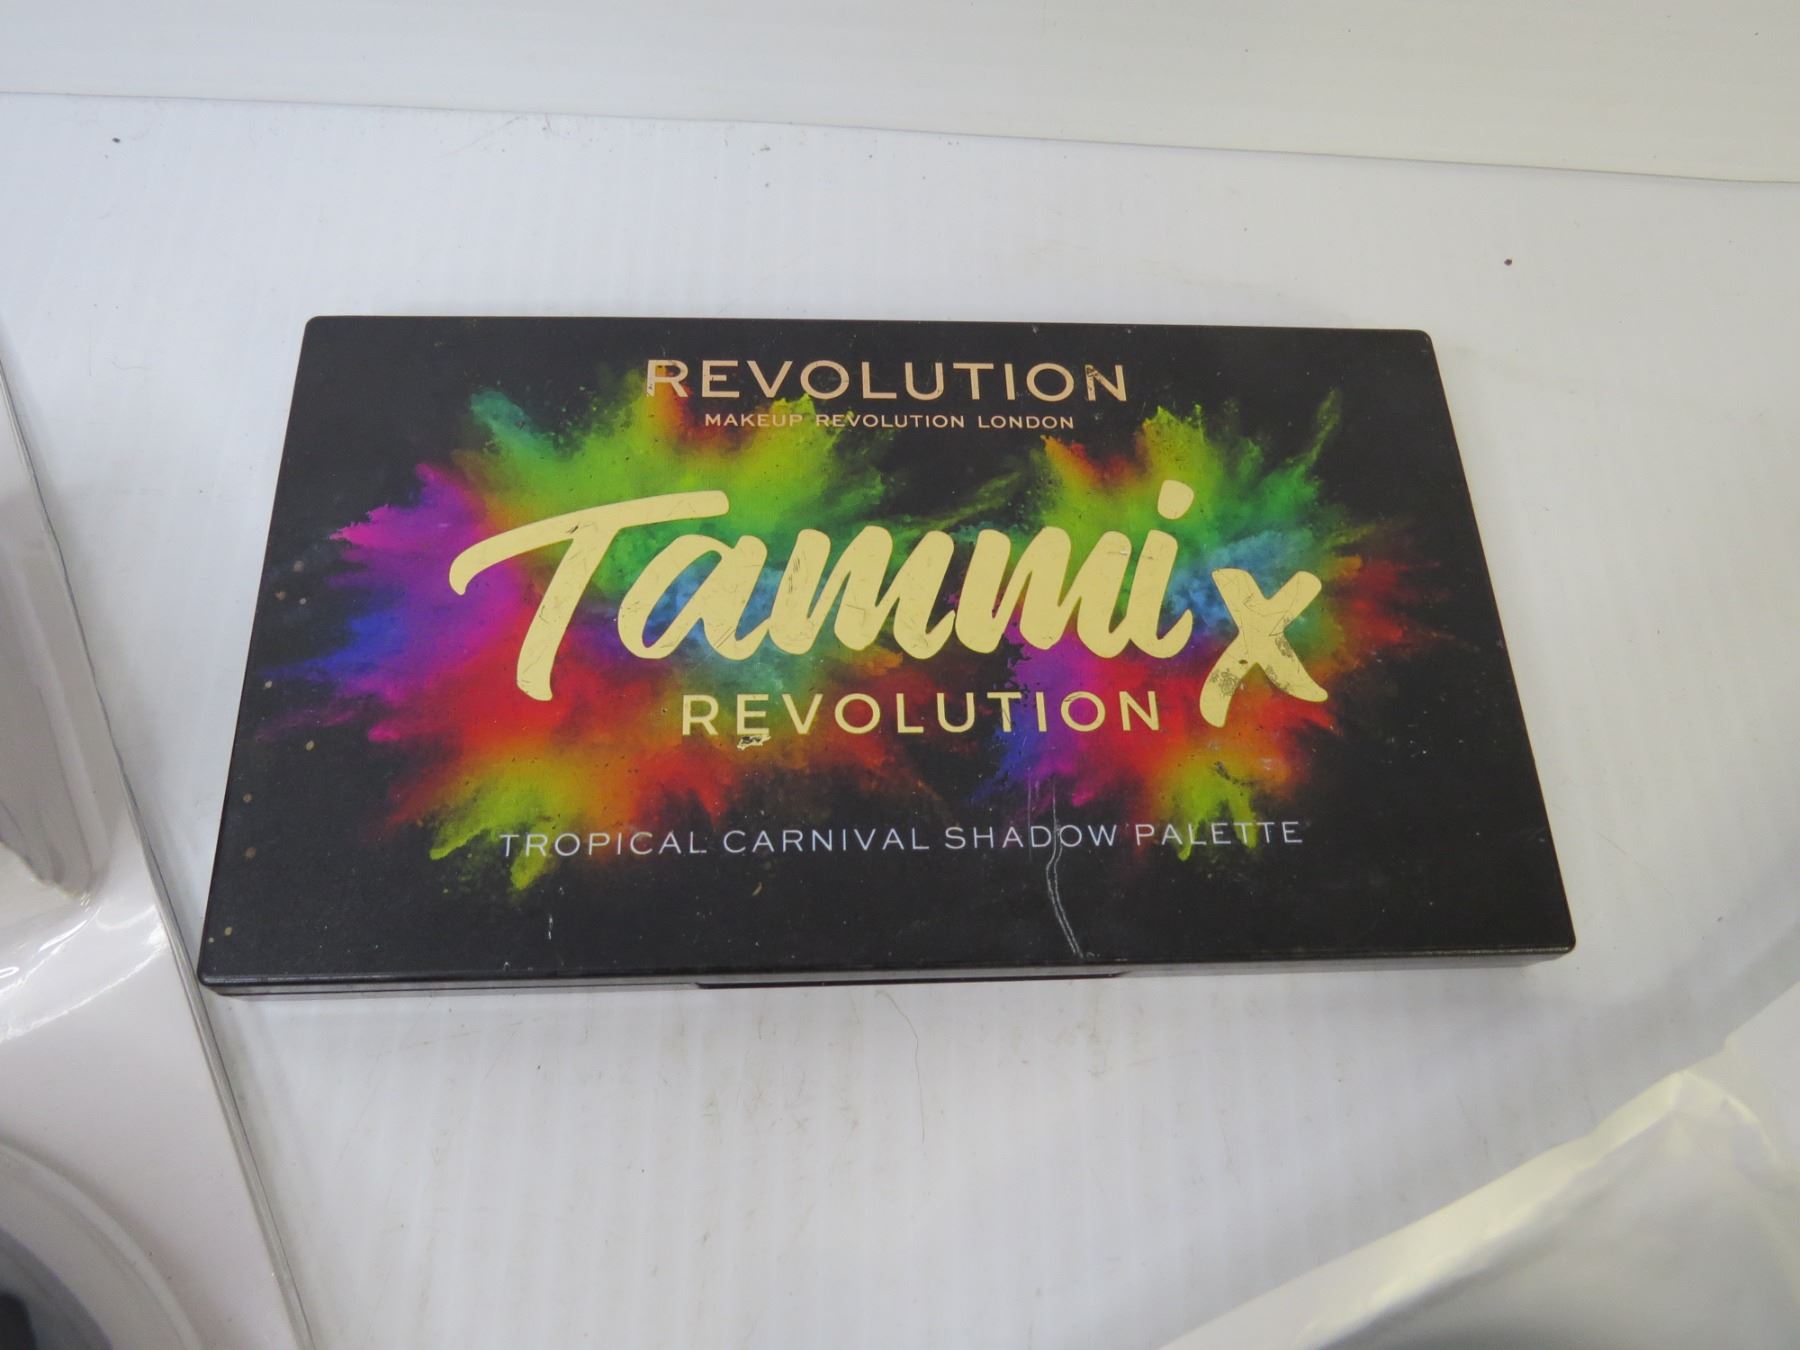 REVOLUTION
MAKEUP REVOLUTION LONDON
Tammi x
REVOLUTION
TROPICAL CARNIVAL SHADOW PALETTE